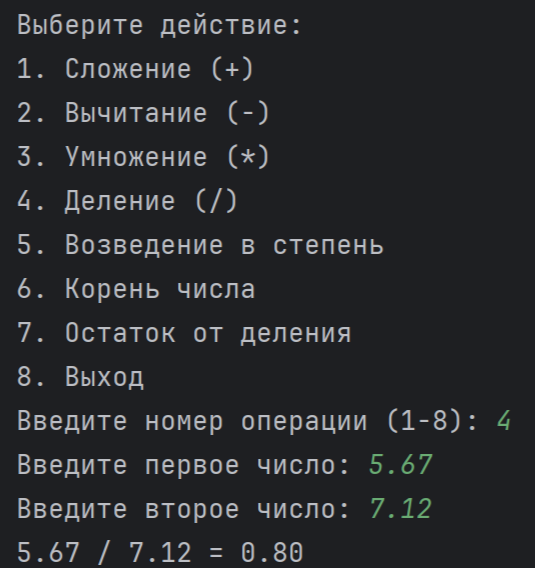 Выберите действие:
1. Сложение (+)
2. Вычитание (-)
3. Умножение (*)
4. Деление (/)
5. Возведение в степень
6. Корень числа
7. Остаток от деления
8. Выход
Введите номер операции (1-8): 4
Введите первое число: 5.67
Введите второе число: 7.12
5.67 / 7.12 = 0.80